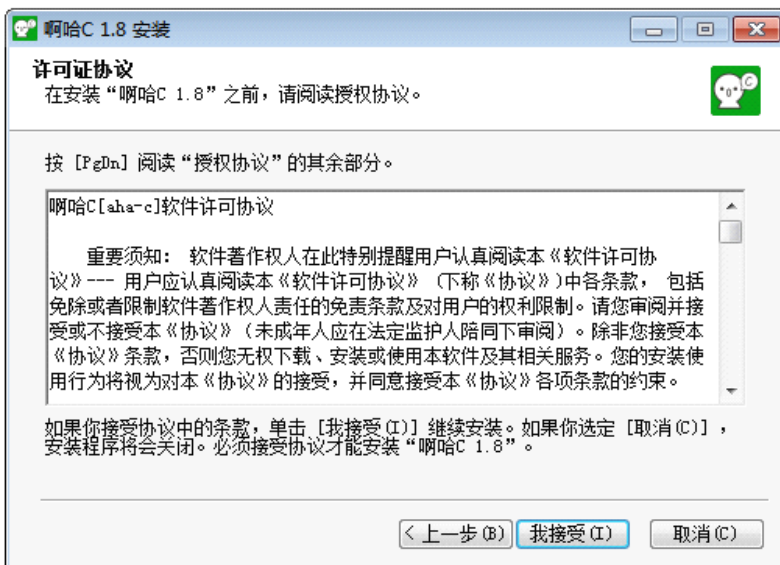 啊哈C 1.8 安装
许可证协议
在安装“啊哈C 1.8”之前，请阅读授权协议。
C
按 [PgDn] 阅读“授权协议”的其余部分。
啊哈C[aha-c]软件许可协议
重要须知： 软件著作权人在此特别提醒用户认真阅读本《软件许可协
议》--- 用户应认真阅读本《软件许可协议》（下称《协议》)中各条款， 包括
免除或者限制软件著作权人责任的免责条款及对用户的权利限制。请您审阅并接
受或不接受本《协议》（未成年人应在法定监护人陪同下审阅）。除非您接受本
《协议》条款，否则您无权下载、安装或使用本软件及其相关服务。您的安装使
用行为将视为对本《协议》的接受，并同意接受本《协议》各项条款的约束。
如果你接受协议中的条款，单击 [我接受(I)] 继续安装。如果你选定 [取消(C)] ，
安装程序将会关闭。必须接受协议才能安装“啊哈C 1.8”。
< 上一步(B) 我接受(I) 取消(C)